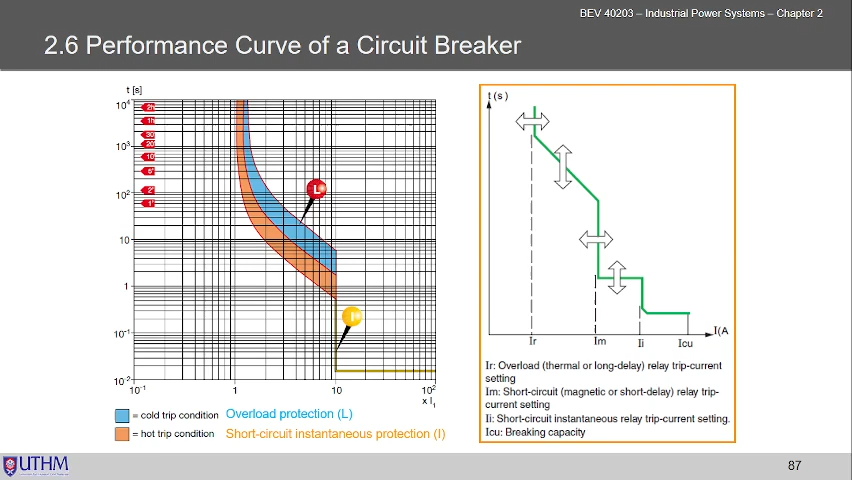 BEV 40203 – Industrial Power Systems – Chapter 2
2.6 Performance Curve of a Circuit Breaker
t [s]
10⁴
10³
10²
10
1
10⁻¹
10⁻²
2h
1h
30'
20'
10'
6'
2'
1'
L
I
10⁻¹
1
10
10²
x I₁
= cold trip condition
Overload protection (L)
= hot trip condition
Short-circuit instantaneous protection (I)
t (s)
Ir
Im
Ii
Icu
I(A
Ir: Overload (thermal or long-delay) relay trip-current
setting
Im: Short-circuit (magnetic or short-delay) relay trip-
current setting
Ii: Short-circuit instantaneous relay trip-current setting.
Icu: Breaking capacity
UTHM
87